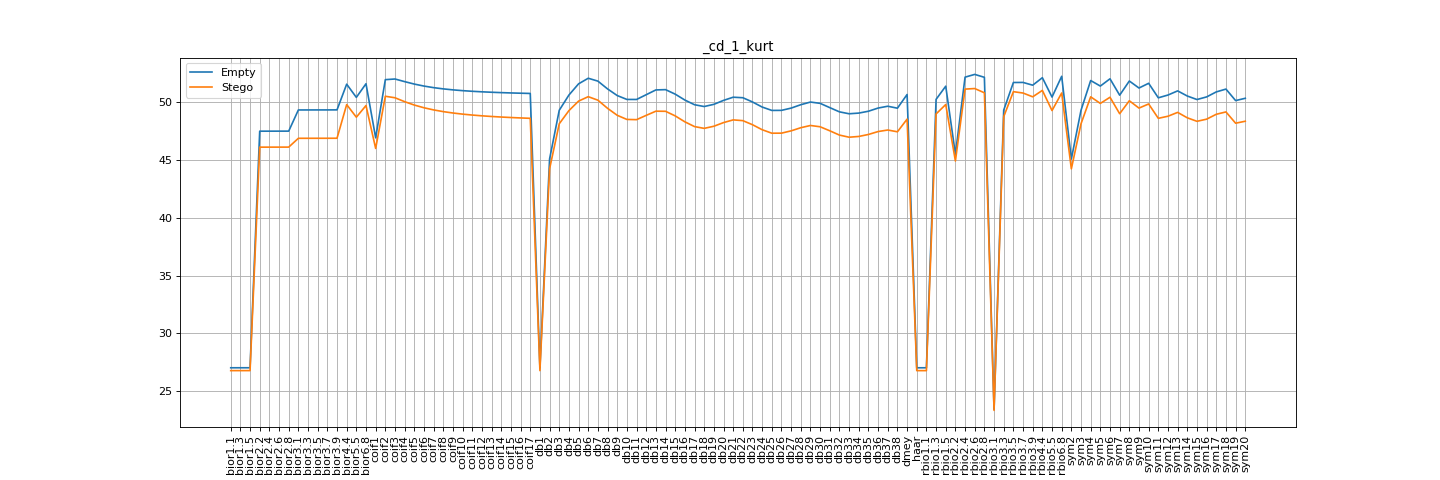 _cd_1_kurt
Empty
Stego
50
45
40
35
30
25
bior1.1
bior1.3
bior1.5
bior2.2
bior2.4
bior2.6
bior2.8
bior3.1
bior3.3
bior3.5
bior3.7
bior3.9
bior4.4
bior5.5
bior6.8
coif1
coif2
coif3
coif4
coif5
coif6
coif7
coif8
coif9
coif10
coif11
coif12
coif13
coif14
coif15
coif16
coif17
db1
db2
db3
db4
db5
db6
db7
db8
db9
db10
db11
db12
db13
db14
db15
db16
db17
db18
db19
db20
db21
db22
db23
db24
db25
db26
db27
db28
db29
db30
db31
db32
db33
db34
db35
db36
db37
db38
dmey
haar
rbio1.1
rbio1.3
rbio1.5
rbio2.2
rbio2.4
rbio2.6
rbio2.8
rbio3.1
rbio3.3
rbio3.5
rbio3.7
rbio3.9
rbio4.4
rbio5.5
rbio6.8
sym2
sym3
sym4
sym5
sym6
sym7
sym8
sym9
sym10
sym11
sym12
sym13
sym14
sym15
sym16
sym17
sym18
sym19
sym20